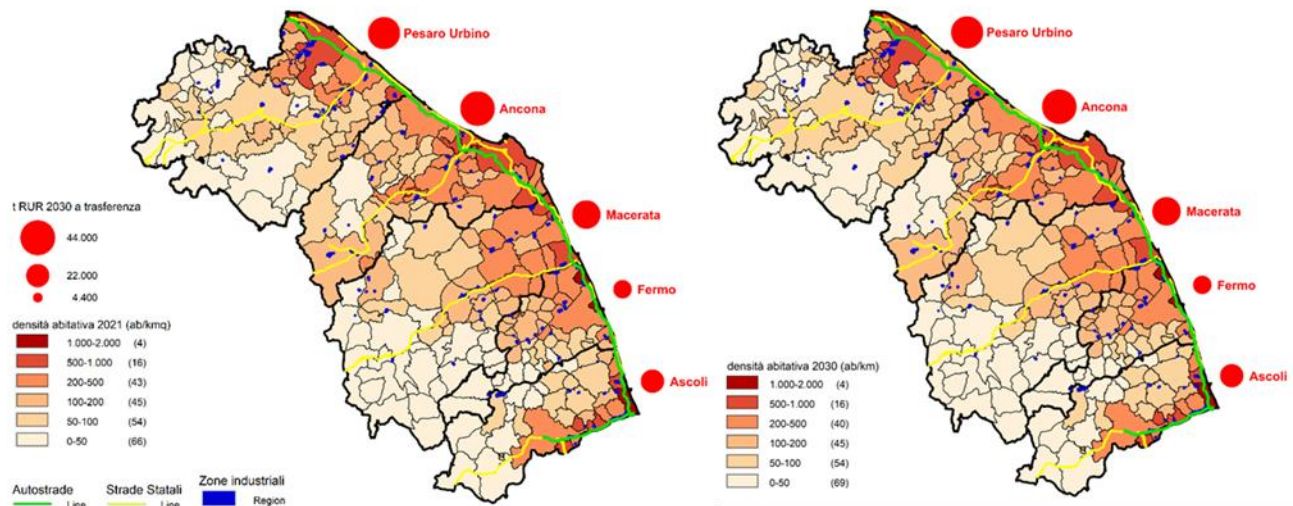 Pesaro Urbino
Ancona
Macerata
Fermo
Ascoli
t RUR 2030 a trasferenza
44.000
22.000
4.400
densità abitativa 2021 (ab/kmq)
1.000-2.000 (4)
500-1.000 (16)
200-500 (43)
100-200 (45)
50-100 (54)
0-50 (66)
Autostrade
Line
Strade Statali
Line
Zone industriali
Region
Pesaro Urbino
Ancona
Macerata
Fermo
Ascoli
densità abitativa 2030 (ab/km)
1.000-2.000 (4)
500-1.000 (16)
200-500 (40)
100-200 (45)
50-100 (54)
0-50 (69)